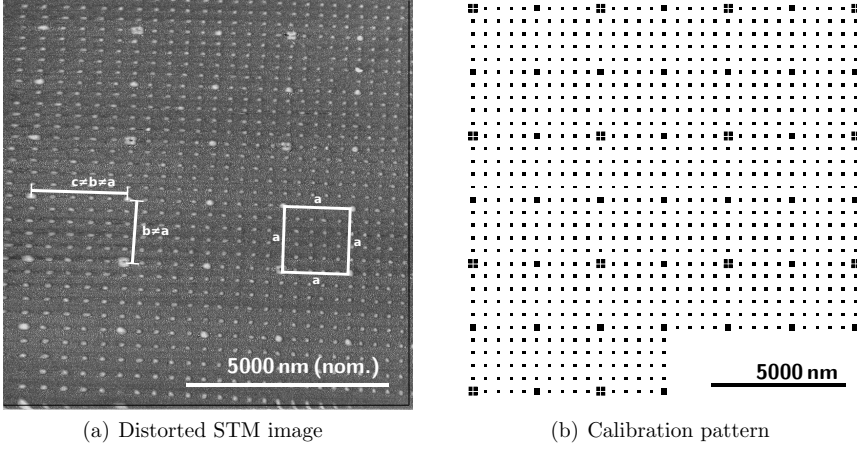 c≠b≠a
b≠a
a
a
a
a
5000 nm (nom.)
5000 nm
(a) Distorted STM image
(b) Calibration pattern